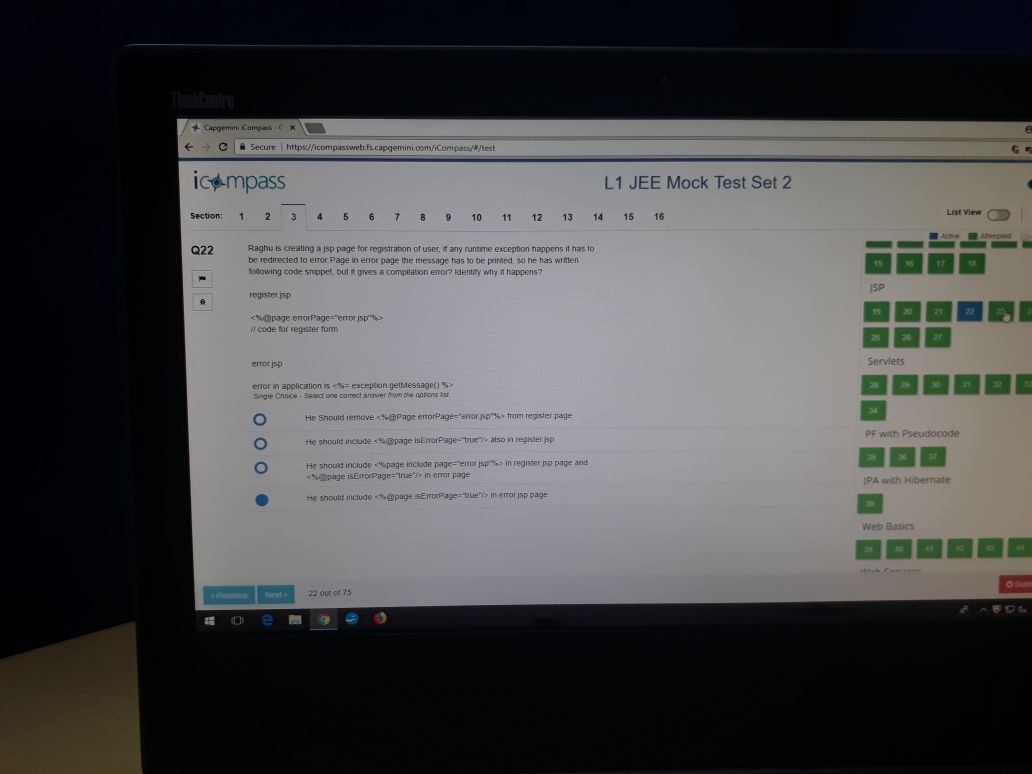 ThinkCentre
Capgemini iCompass - C
Secure | https://icompassweb.fs.capgemini.com/iCompass/#/test
icompass
L1 JEE Mock Test Set 2
Section: 1 2 3 4 5 6 7 8 9 10 11 12 13 14 15 16
List View
Active Attempted
Q22
Raghu is creating a jsp page for registration of user, if any runtime exception happens it has to
be redirected to error Page in error page the message has to be printed, so he has written
following code snippet, but it gives a compilation error? Identify why it happens?
register.jsp
<%@page errorPage="error.jsp"%>
// code for register form
error.jsp
error in application is <%= exception getMessage() %>
Single Choice - Select one correct answer from the options list.
He Should remove <%@Page errorPage="error.jsp"%> from register page
He should include <%@page isErrorPage="true"/> also in register.jsp
He should include <%page include page="error.jsp"%> in register.jsp page and
<%@page isErrorPage="true"/> in error page
He should include <%@page isErrorPage="true"/> in error.jsp page
15 16 17 18
JSP
19 20 21 22
25 26 27
Servlets
28 29 30 31 32 33
34
PF with Pseudocode
35 36 37
JPA with Hibernate
38
Web Basics
39 40 41 42 43 44
Web Services
< Previous Next >
22 out of 75